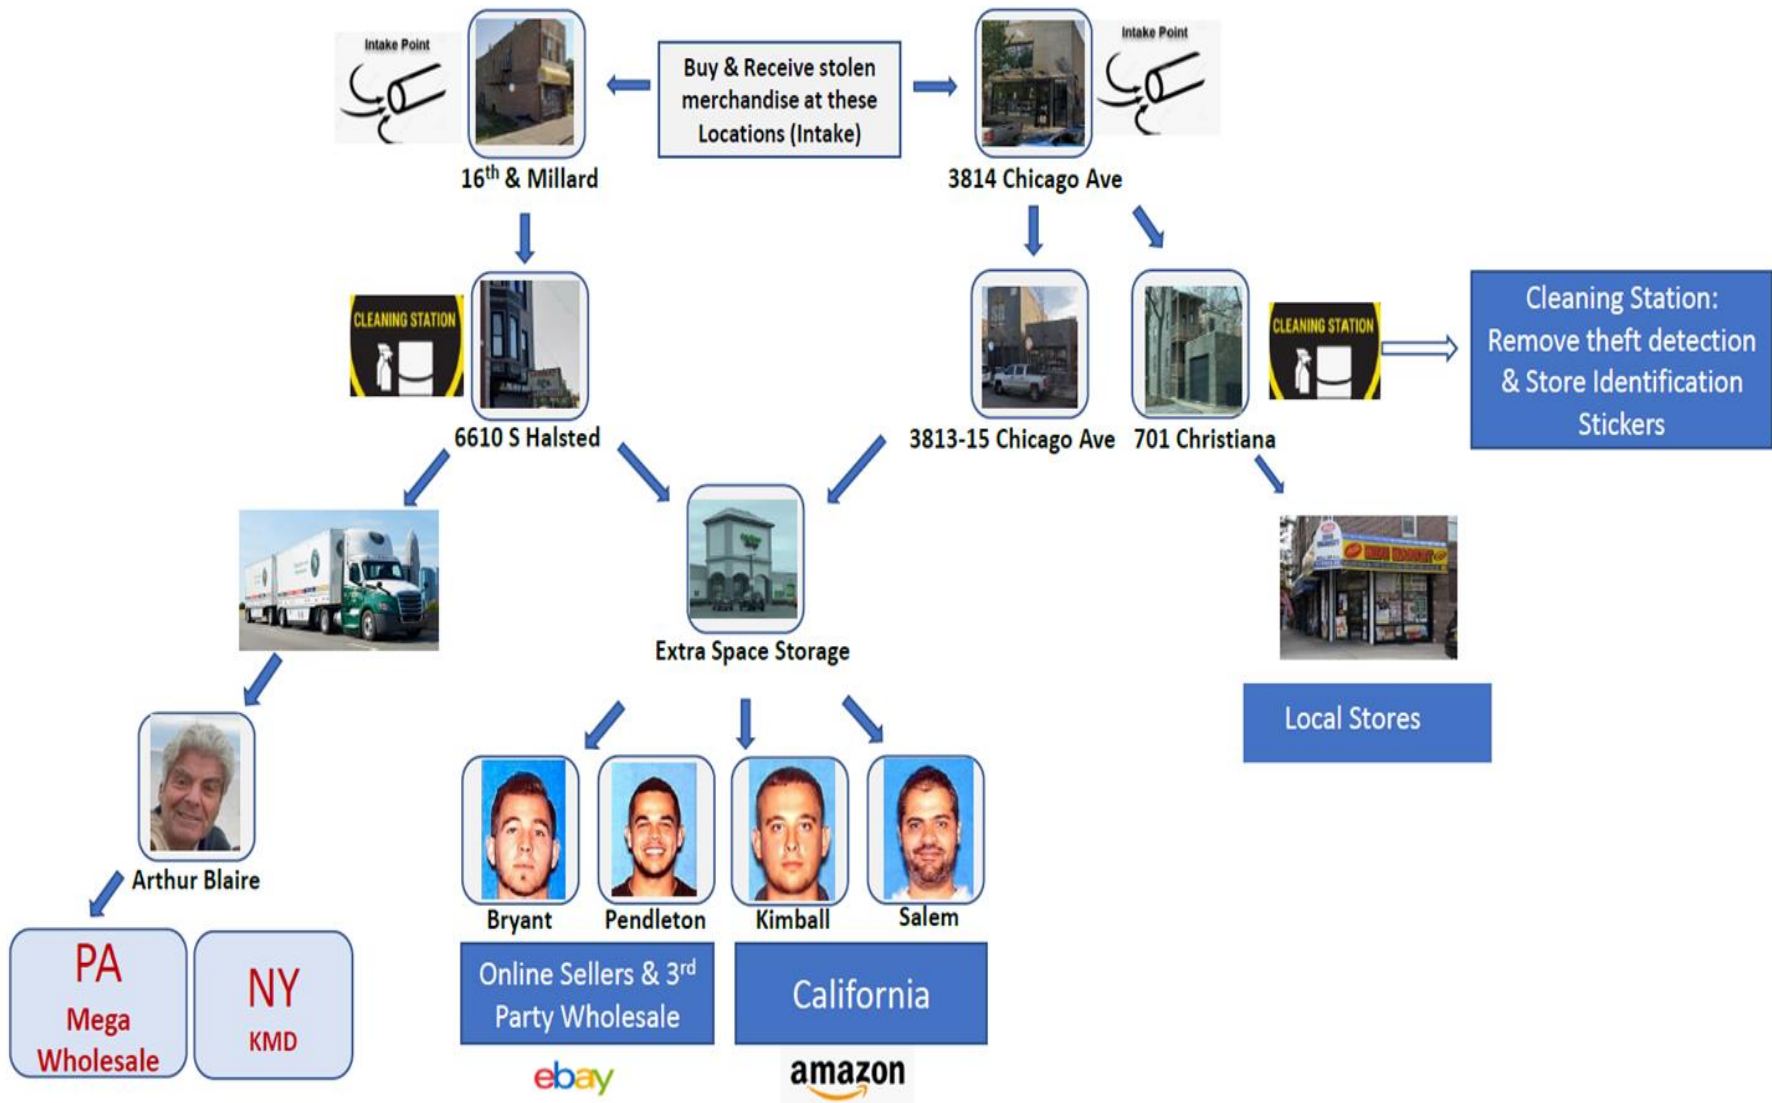 Intake Point
Buy & Receive stolen
merchandise at these
Locations (Intake)
Intake Point
16th & Millard
3814 Chicago Ave
CLEANING STATION
CLEANING STATION
Cleaning Station:
Remove theft detection
& Store Identification
Stickers
6610 S Halsted
3813-15 Chicago Ave
701 Christiana
Extra Space Storage
Local Stores
Arthur Blaire
Bryant
Pendleton
Kimball
Salem
PA
Mega
Wholesale
NY
KMD
Online Sellers & 3rd
Party Wholesale
California
ebay
amazon